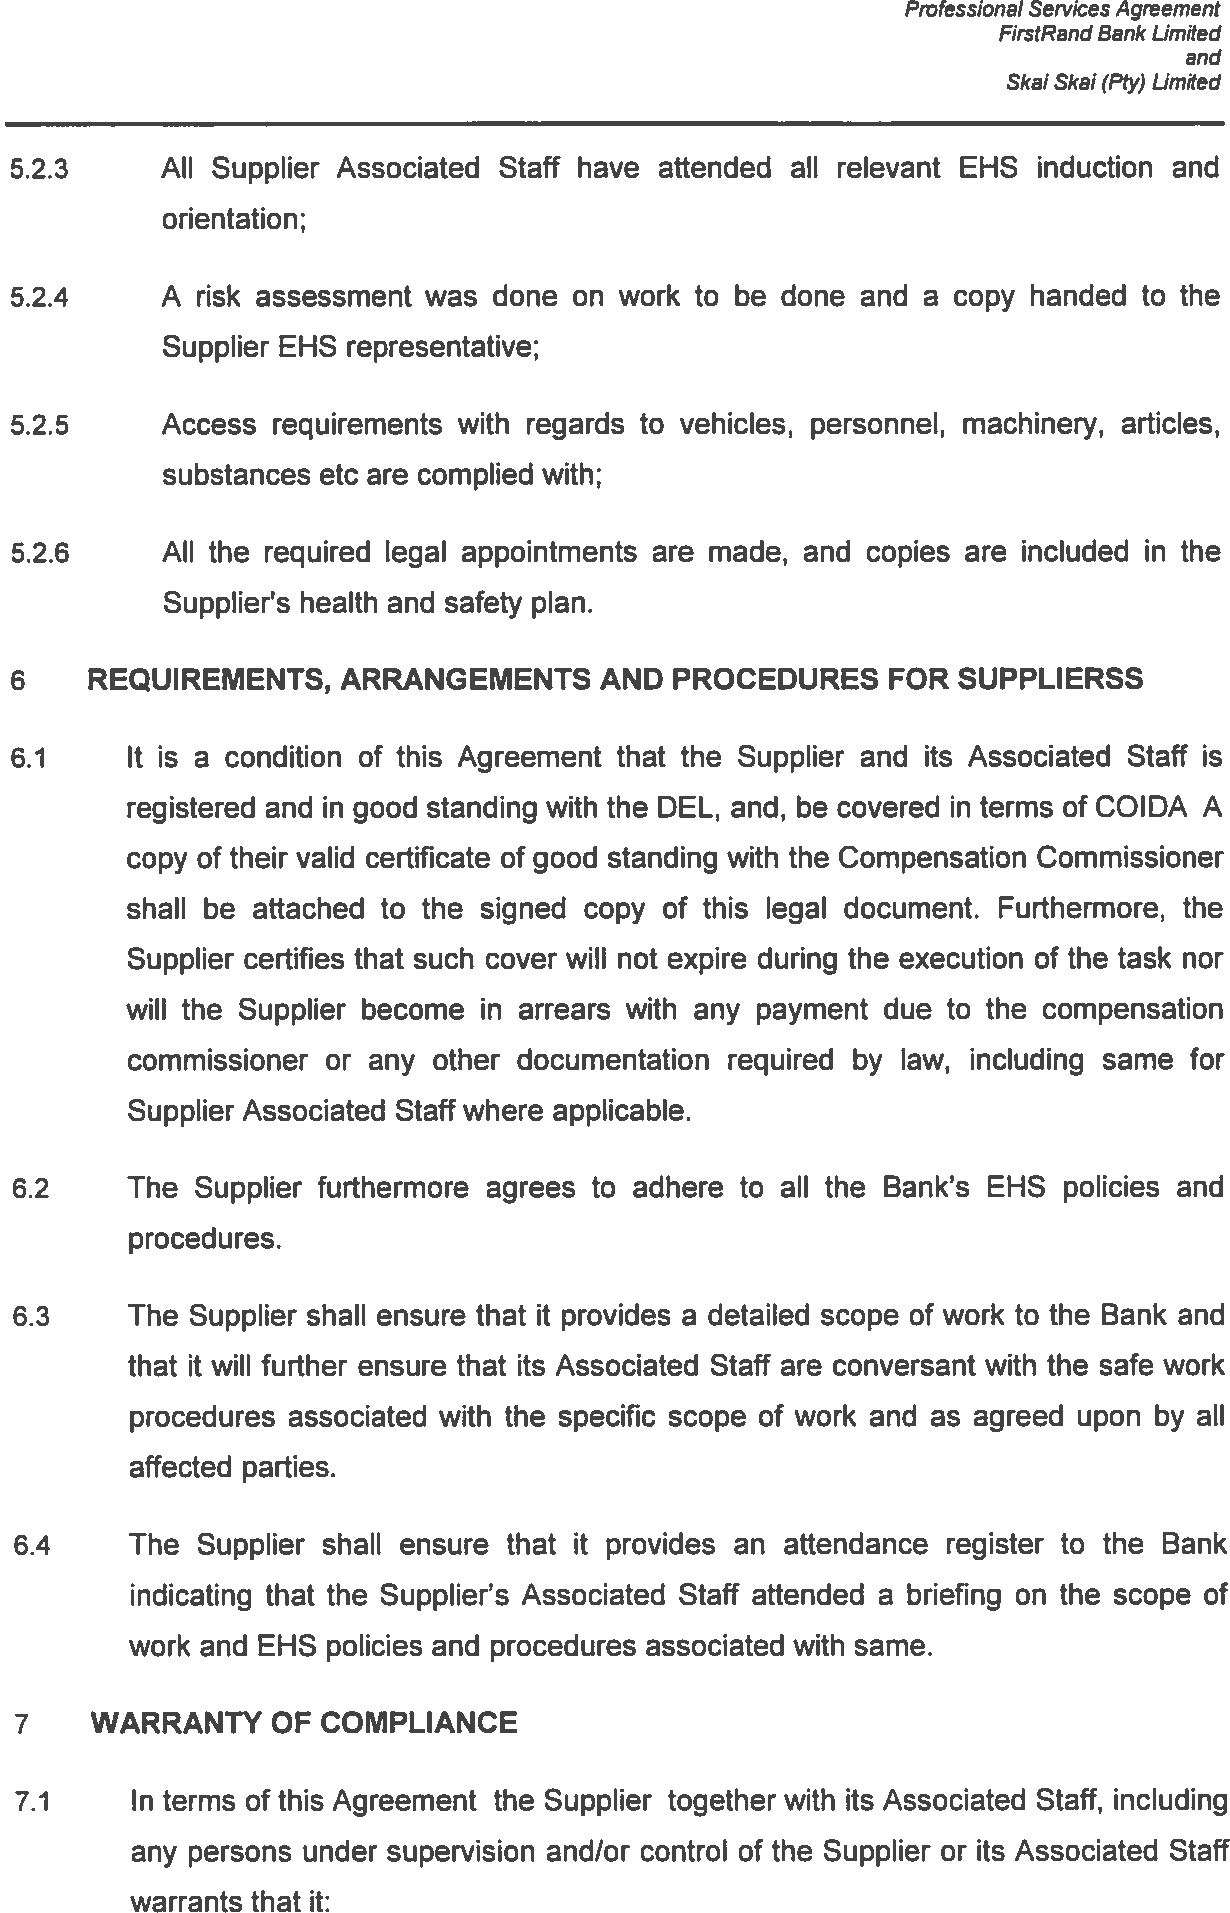 Professional Services Agreement
FirstRand Bank Limited
and
Skai Skai (Pty) Limited
5.2.3 All Supplier Associated Staff have attended all relevant EHS induction and
orientation;
5.2.4 A risk assessment was done on work to be done and a copy handed to the
Supplier EHS representative;
5.2.5 Access requirements with regards to vehicles, personnel, machinery, articles,
substances etc are complied with;
5.2.6 All the required legal appointments are made, and copies are included in the
Supplier's health and safety plan.
6 REQUIREMENTS, ARRANGEMENTS AND PROCEDURES FOR SUPPLIERSS
6.1 It is a condition of this Agreement that the Supplier and its Associated Staff is
registered and in good standing with the DEL, and, be covered in terms of COIDA A
copy of their valid certificate of good standing with the Compensation Commissioner
shall be attached to the signed copy of this legal document. Furthermore, the
Supplier certifies that such cover will not expire during the execution of the task nor
will the Supplier become in arrears with any payment due to the compensation
commissioner or any other documentation required by law, including same for
Supplier Associated Staff where applicable.
6.2 The Supplier furthermore agrees to adhere to all the Bank's EHS policies and
procedures.
6.3 The Supplier shall ensure that it provides a detailed scope of work to the Bank and
that it will further ensure that its Associated Staff are conversant with the safe work
procedures associated with the specific scope of work and as agreed upon by all
affected parties.
6.4 The Supplier shall ensure that it provides an attendance register to the Bank
indicating that the Supplier's Associated Staff attended a briefing on the scope of
work and EHS policies and procedures associated with same.
7 WARRANTY OF COMPLIANCE
7.1 In terms of this Agreement the Supplier together with its Associated Staff, including
any persons under supervision and/or control of the Supplier or its Associated Staff
warrants that it: